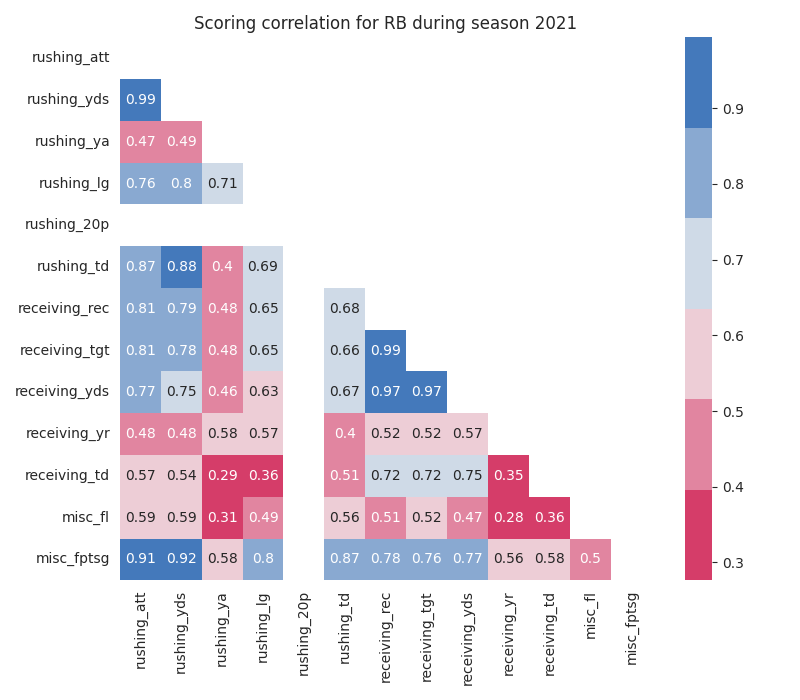 Scoring correlation for RB during season 2021
rushing_att
rushing_yds 0.99
rushing_ya 0.47 0.49
rushing_lg 0.76 0.8 0.71
rushing_20p
rushing_td 0.87 0.88 0.4 0.69
receiving_rec 0.81 0.79 0.48 0.65 0.68
receiving_tgt 0.81 0.78 0.48 0.65 0.66 0.99
receiving_yds 0.77 0.75 0.46 0.63 0.67 0.97 0.97
receiving_yr 0.48 0.48 0.58 0.57 0.4 0.52 0.52 0.57
receiving_td 0.57 0.54 0.29 0.36 0.51 0.72 0.72 0.75 0.35
misc_fl 0.59 0.59 0.31 0.49 0.56 0.51 0.52 0.47 0.28 0.36
misc_fptsg 0.91 0.92 0.58 0.8 0.87 0.78 0.76 0.77 0.56 0.58 0.5
rushing_att rushing_yds rushing_ya rushing_lg rushing_20p rushing_td receiving_rec receiving_tgt receiving_yds receiving_yr receiving_td misc_fl misc_fptsg
0.9
0.8
0.7
0.6
0.5
0.4
0.3